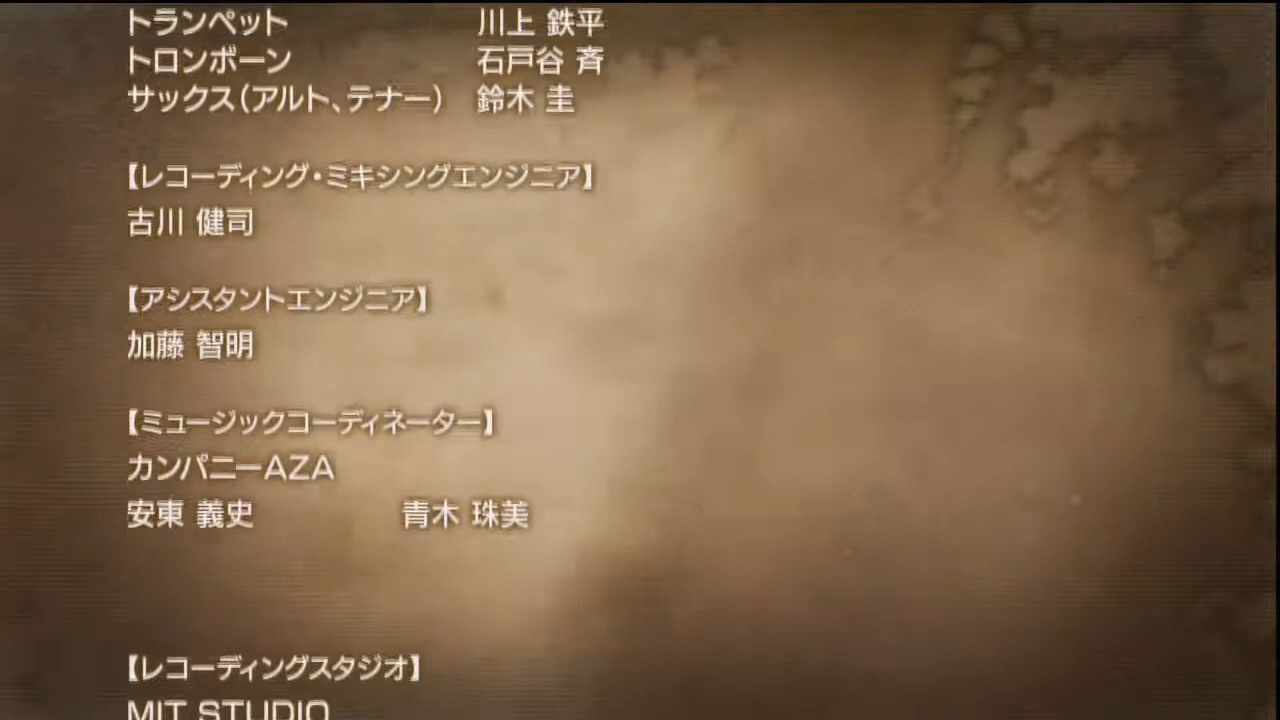 トランペット 川上 鉄平
トロンボーン 石戸谷 斉
サックス(アルト、テナー) 鈴木 圭
【レコーディング・ミキシングエンジニア】
古川 健司
【アシスタントエンジニア】
加藤 智明
【ミュージックコーディネーター】
カンパニーAZA
安東 義史 青木 珠美
【レコーディングスタジオ】
MIT STUDIO